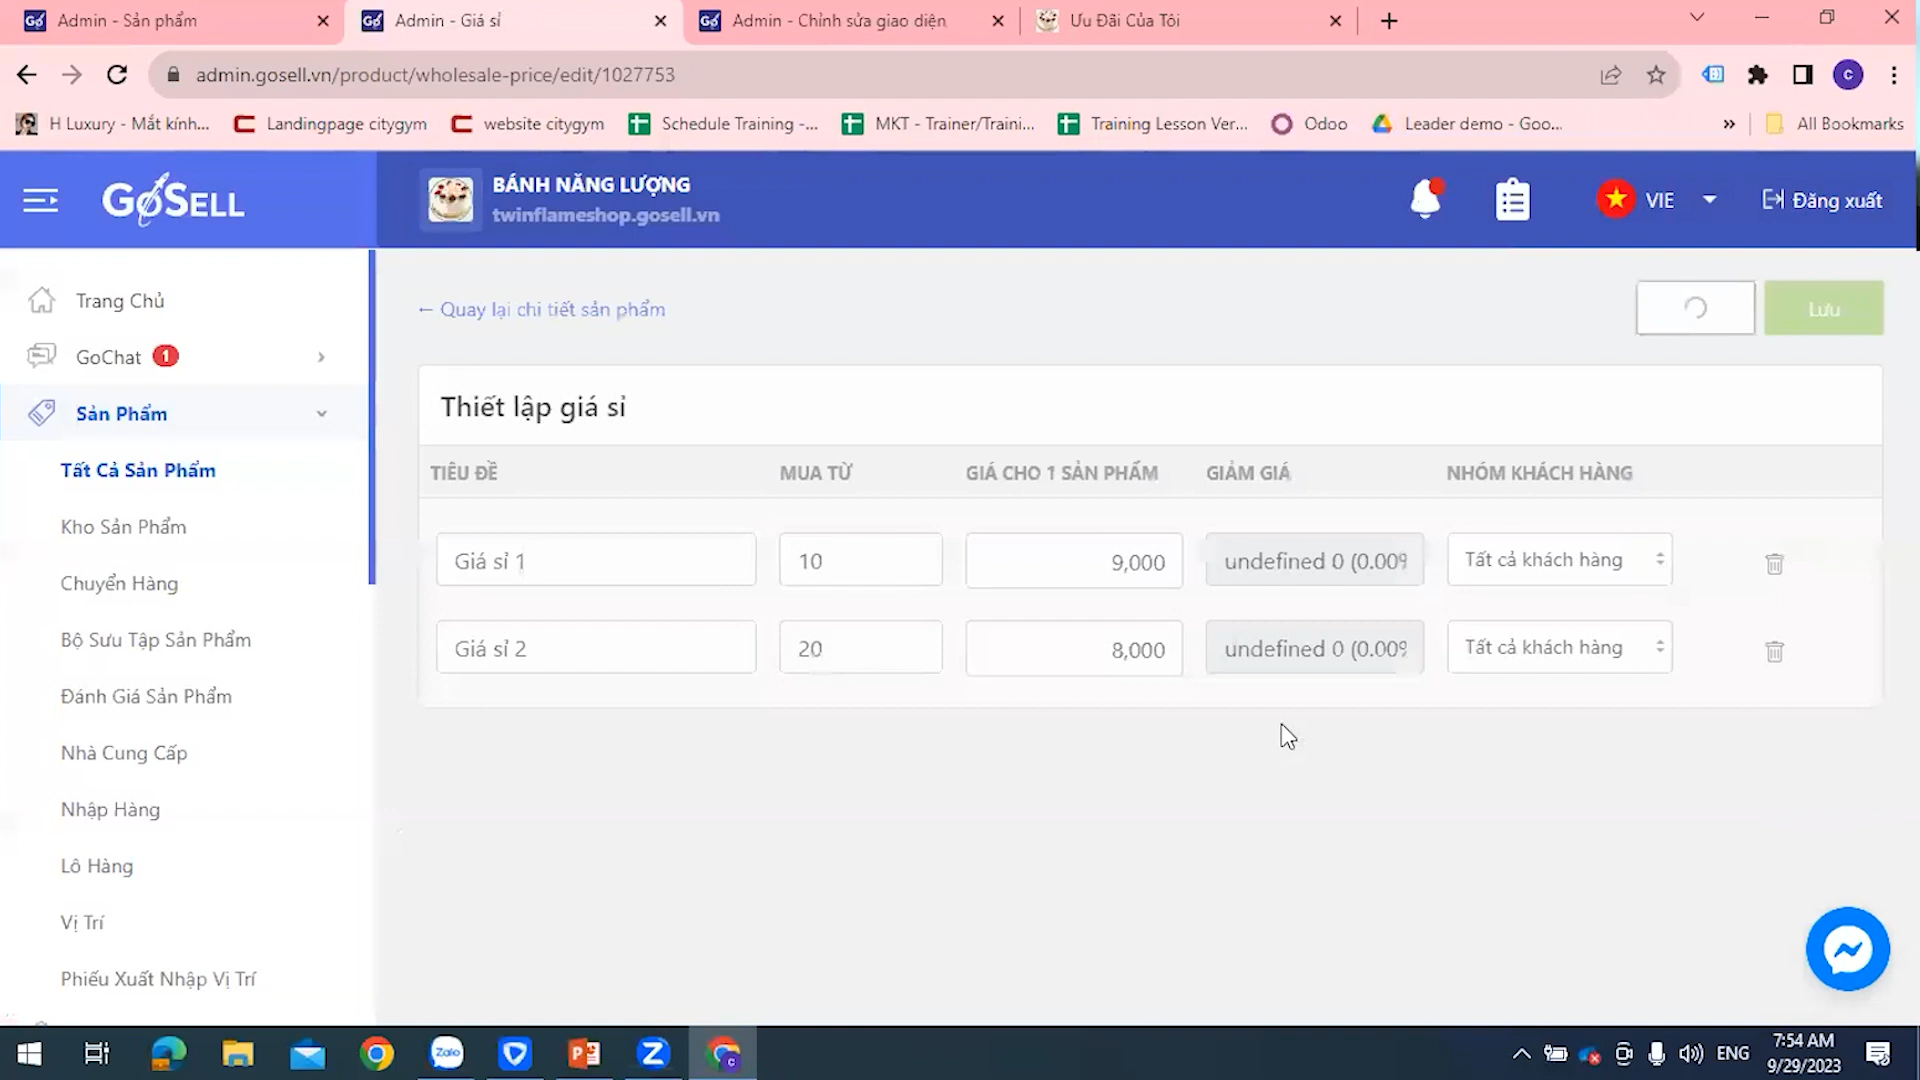 Admin - Sản phẩm
Admin - Giá sỉ
Admin - Chỉnh sửa giao diện
Ưu Đãi Của Tôi
admin.gosell.vn/product/wholesale-price/edit/1027753
C
H Luxury - Mắt kính...
Landingpage citygym
website citygym
Schedule Training -...
MKT - Trainer/Traini...
Training Lesson Ver...
Odoo
Leader demo - Goo...
»
All Bookmarks
GOSELL
BÁNH NĂNG LƯỢNG
twinflameshop.gosell.vn
VIE
Đăng xuất
Trang Chủ
GoChat 1
Sản Phẩm
Tất Cả Sản Phẩm
Kho Sản Phẩm
Chuyển Hàng
Bộ Sưu Tập Sản Phẩm
Đánh Giá Sản Phẩm
Nhà Cung Cấp
Nhập Hàng
Lô Hàng
Vị Trí
Phiếu Xuất Nhập Vị Trí
← Quay lại chi tiết sản phẩm
Lưu
Thiết lập giá sỉ
TIÊU ĐỀ MUA TỪ GIÁ CHO 1 SẢN PHẨM GIẢM GIÁ NHÓM KHÁCH HÀNG
Giá sỉ 1 10 9,000 undefined 0 (0.00% Tất cả khách hàng
Giá sỉ 2 20 8,000 undefined 0 (0.00% Tất cả khách hàng
Zalo
ENG
7:54 AM
9/29/2023